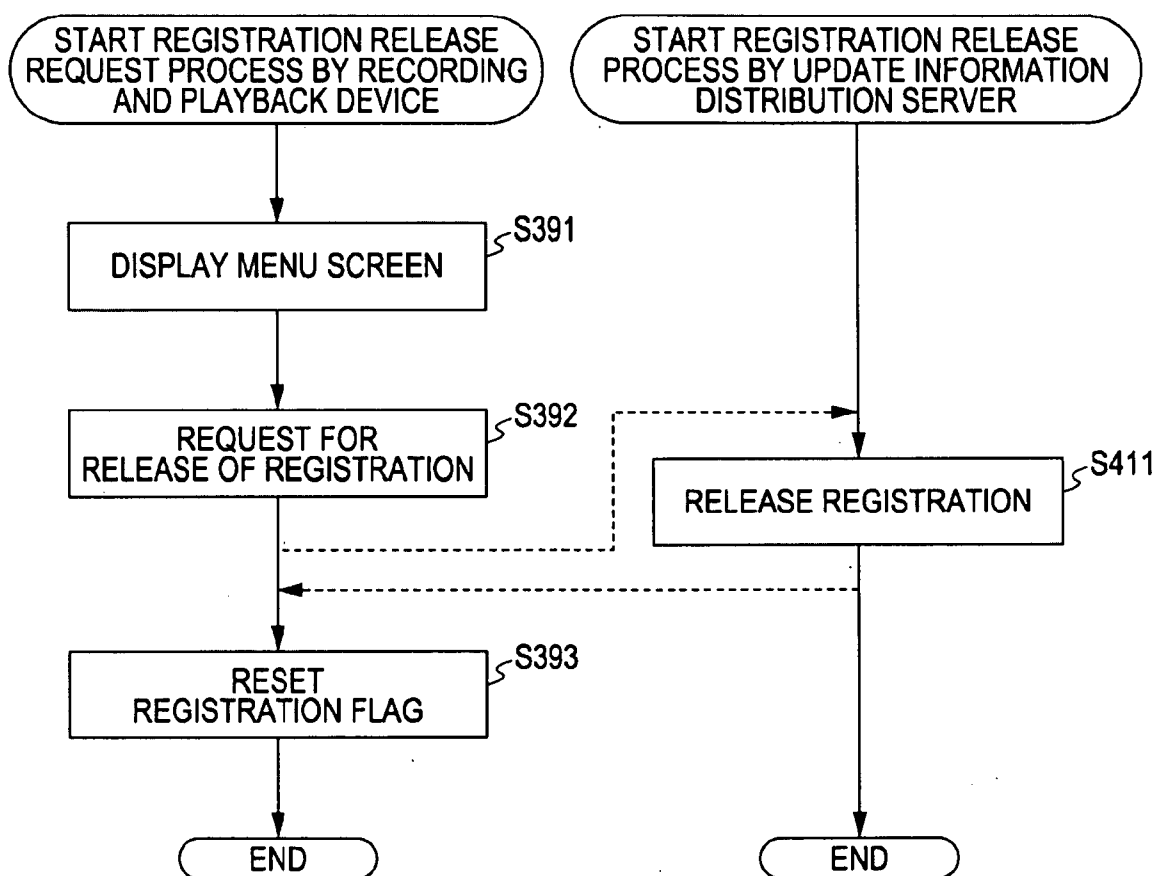 START REGISTRATION RELEASE
REQUEST PROCESS BY RECORDING
AND PLAYBACK DEVICE
START REGISTRATION RELEASE
PROCESS BY UPDATE INFORMATION
DISTRIBUTION SERVER
S391
DISPLAY MENU SCREEN
S392
REQUEST FOR
RELEASE OF REGISTRATION
S411
RELEASE REGISTRATION
S393
RESET
REGISTRATION FLAG
END
END